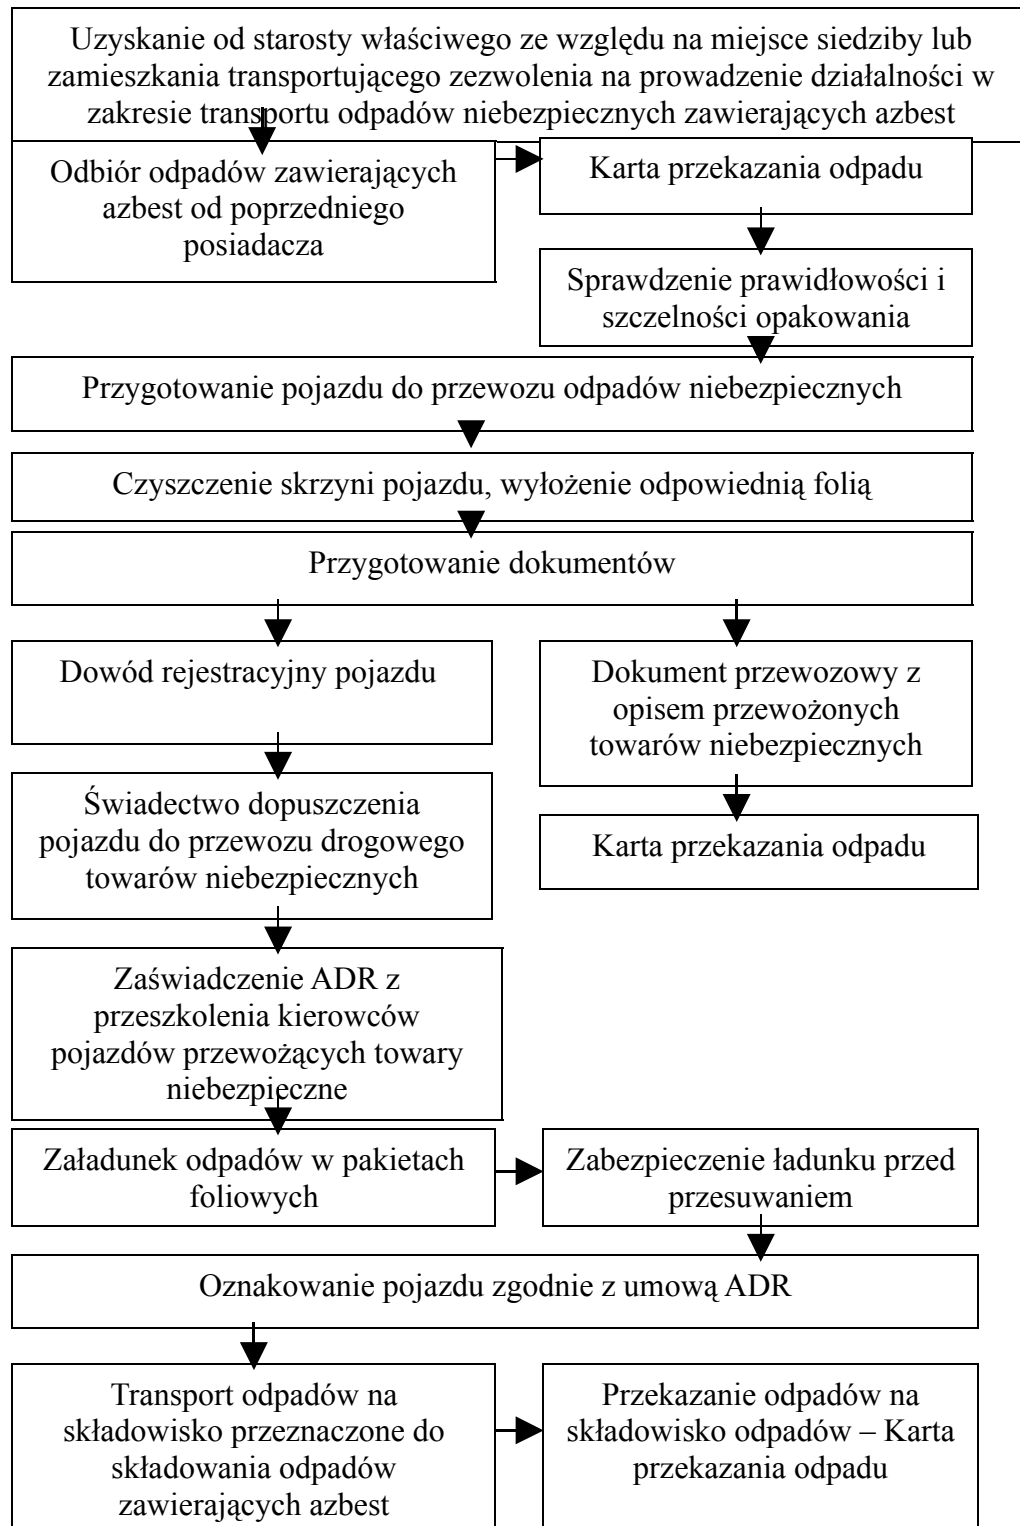 Uzyskanie od starosty właściwego ze względu na miejsce siedziby lub
zamieszkania transportującego zezwolenia na prowadzenie działalności w
zakresie transportu odpadów niebezpiecznych zawierających azbest
Odbiór odpadów zawierających
azbest od poprzedniego
posiadacza
Karta przekazania odpadu
Sprawdzenie prawidłowości i
szczelności opakowania
Przygotowanie pojazdu do przewozu odpadów niebezpiecznych
Czyszczenie skrzyni pojazdu, wyłożenie odpowiednią folią
Przygotowanie dokumentów
Dowód rejestracyjny pojazdu
Dokument przewozowy z
opisem przewożonych
towarów niebezpiecznych
Świadectwo dopuszczenia
pojazdu do przewozu drogowego
towarów niebezpiecznych
Karta przekazania odpadu
Zaświadczenie ADR z
przeszkolenia kierowców
pojazdów przewożących towary
niebezpieczne
Załadunek odpadów w pakietach
foliowych
Zabezpieczenie ładunku przed
przesuwaniem
Oznakowanie pojazdu zgodnie z umową ADR
Transport odpadów na
składowisko przeznaczone do
składowania odpadów
zawierających azbest
Przekazanie odpadów na
składowisko odpadów – Karta
przekazania odpadu